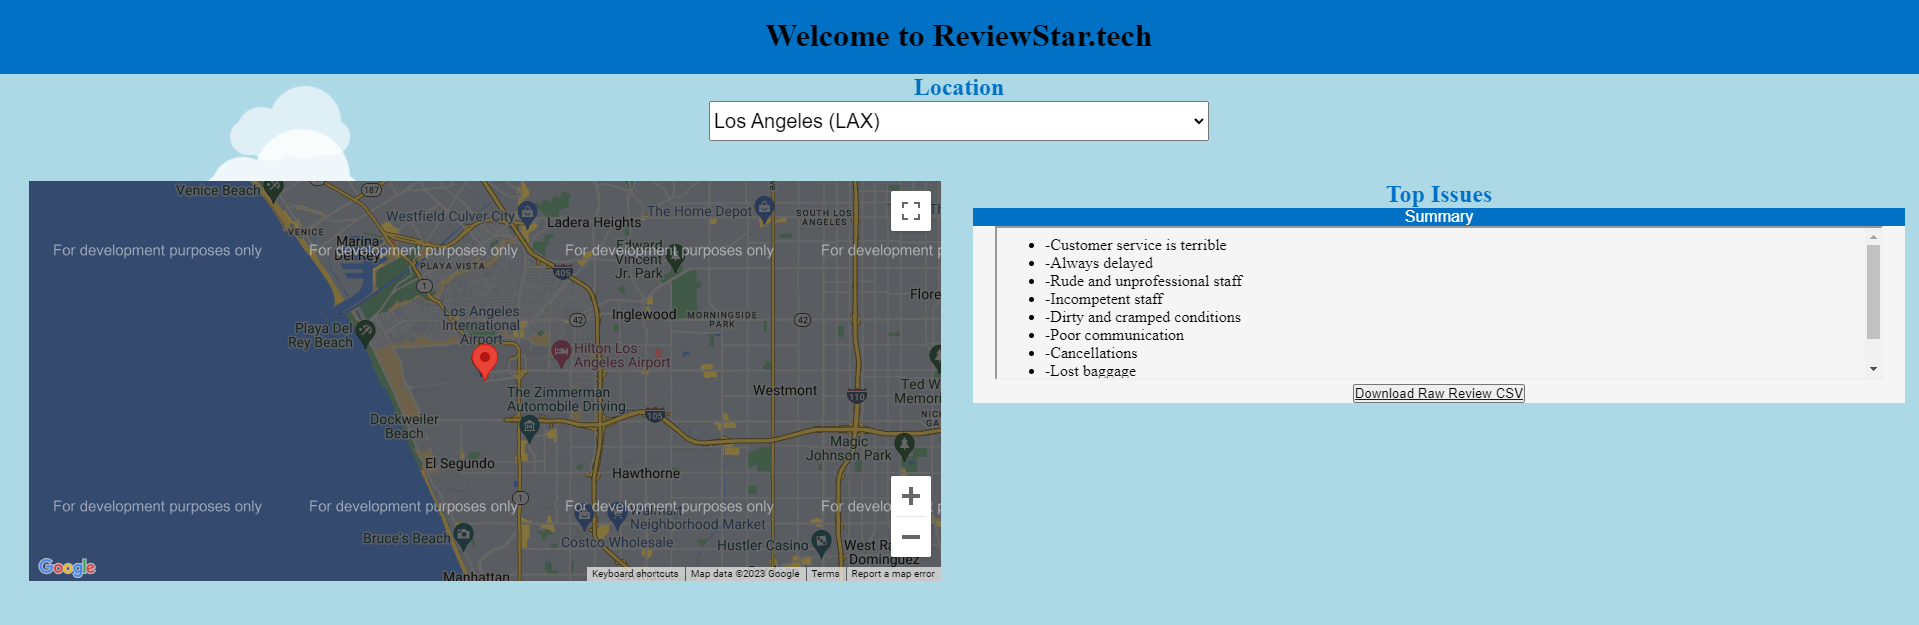 Welcome to ReviewStar.tech
Location
Los Angeles (LAX)
Venice Beach
187
Westfield Culver City
Ladera Heights
The Home Depot
SOUTH LOS
ANGELES
VENICE
For development purposes only
For development purposes only
For development purposes only
For development p
Marina
Del Rey
Edward
Vincent
Jr. Park
PLAYA VISTA
405
1
Flore
Los Angeles
International
Airport
42
Inglewood
MORNINGSIDE
PARK
42
Playa Del
Rey Beach
Hilton Los
Angeles Airport
The Zimmerman
Automobile Driving...
Westmont
110
Ted W
Memori
105
NIC
GA
Dockweiler
Beach
Magic
Johnson Park
El Segundo
Hawthorne
1
For development purposes only
For development purposes only
For development purposes only
For develo
Walmart
Neighborhood Market
Costco Wholesale
Bruce's Beach
Hustler Casino
West Ra
Dominguez
Manhattan
Google
Keyboard shortcuts
Map data ©2023 Google
Terms
Report a map error
Top Issues
Summary
-Customer service is terrible
-Always delayed
-Rude and unprofessional staff
-Incompetent staff
-Dirty and cramped conditions
-Poor communication
-Cancellations
-Lost baggage
Download Raw Review CSV